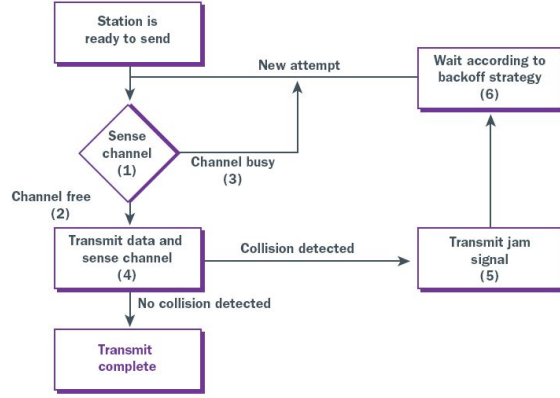 Station is
ready to send
New attempt
Wait according to
backoff strategy
(6)
Sense
channel
(1)
Channel busy
(3)
Channel free
(2)
Transmit data and
sense channel
(4)
Collision detected
Transmit jam
signal
(5)
No collision detected
Transmit
complete